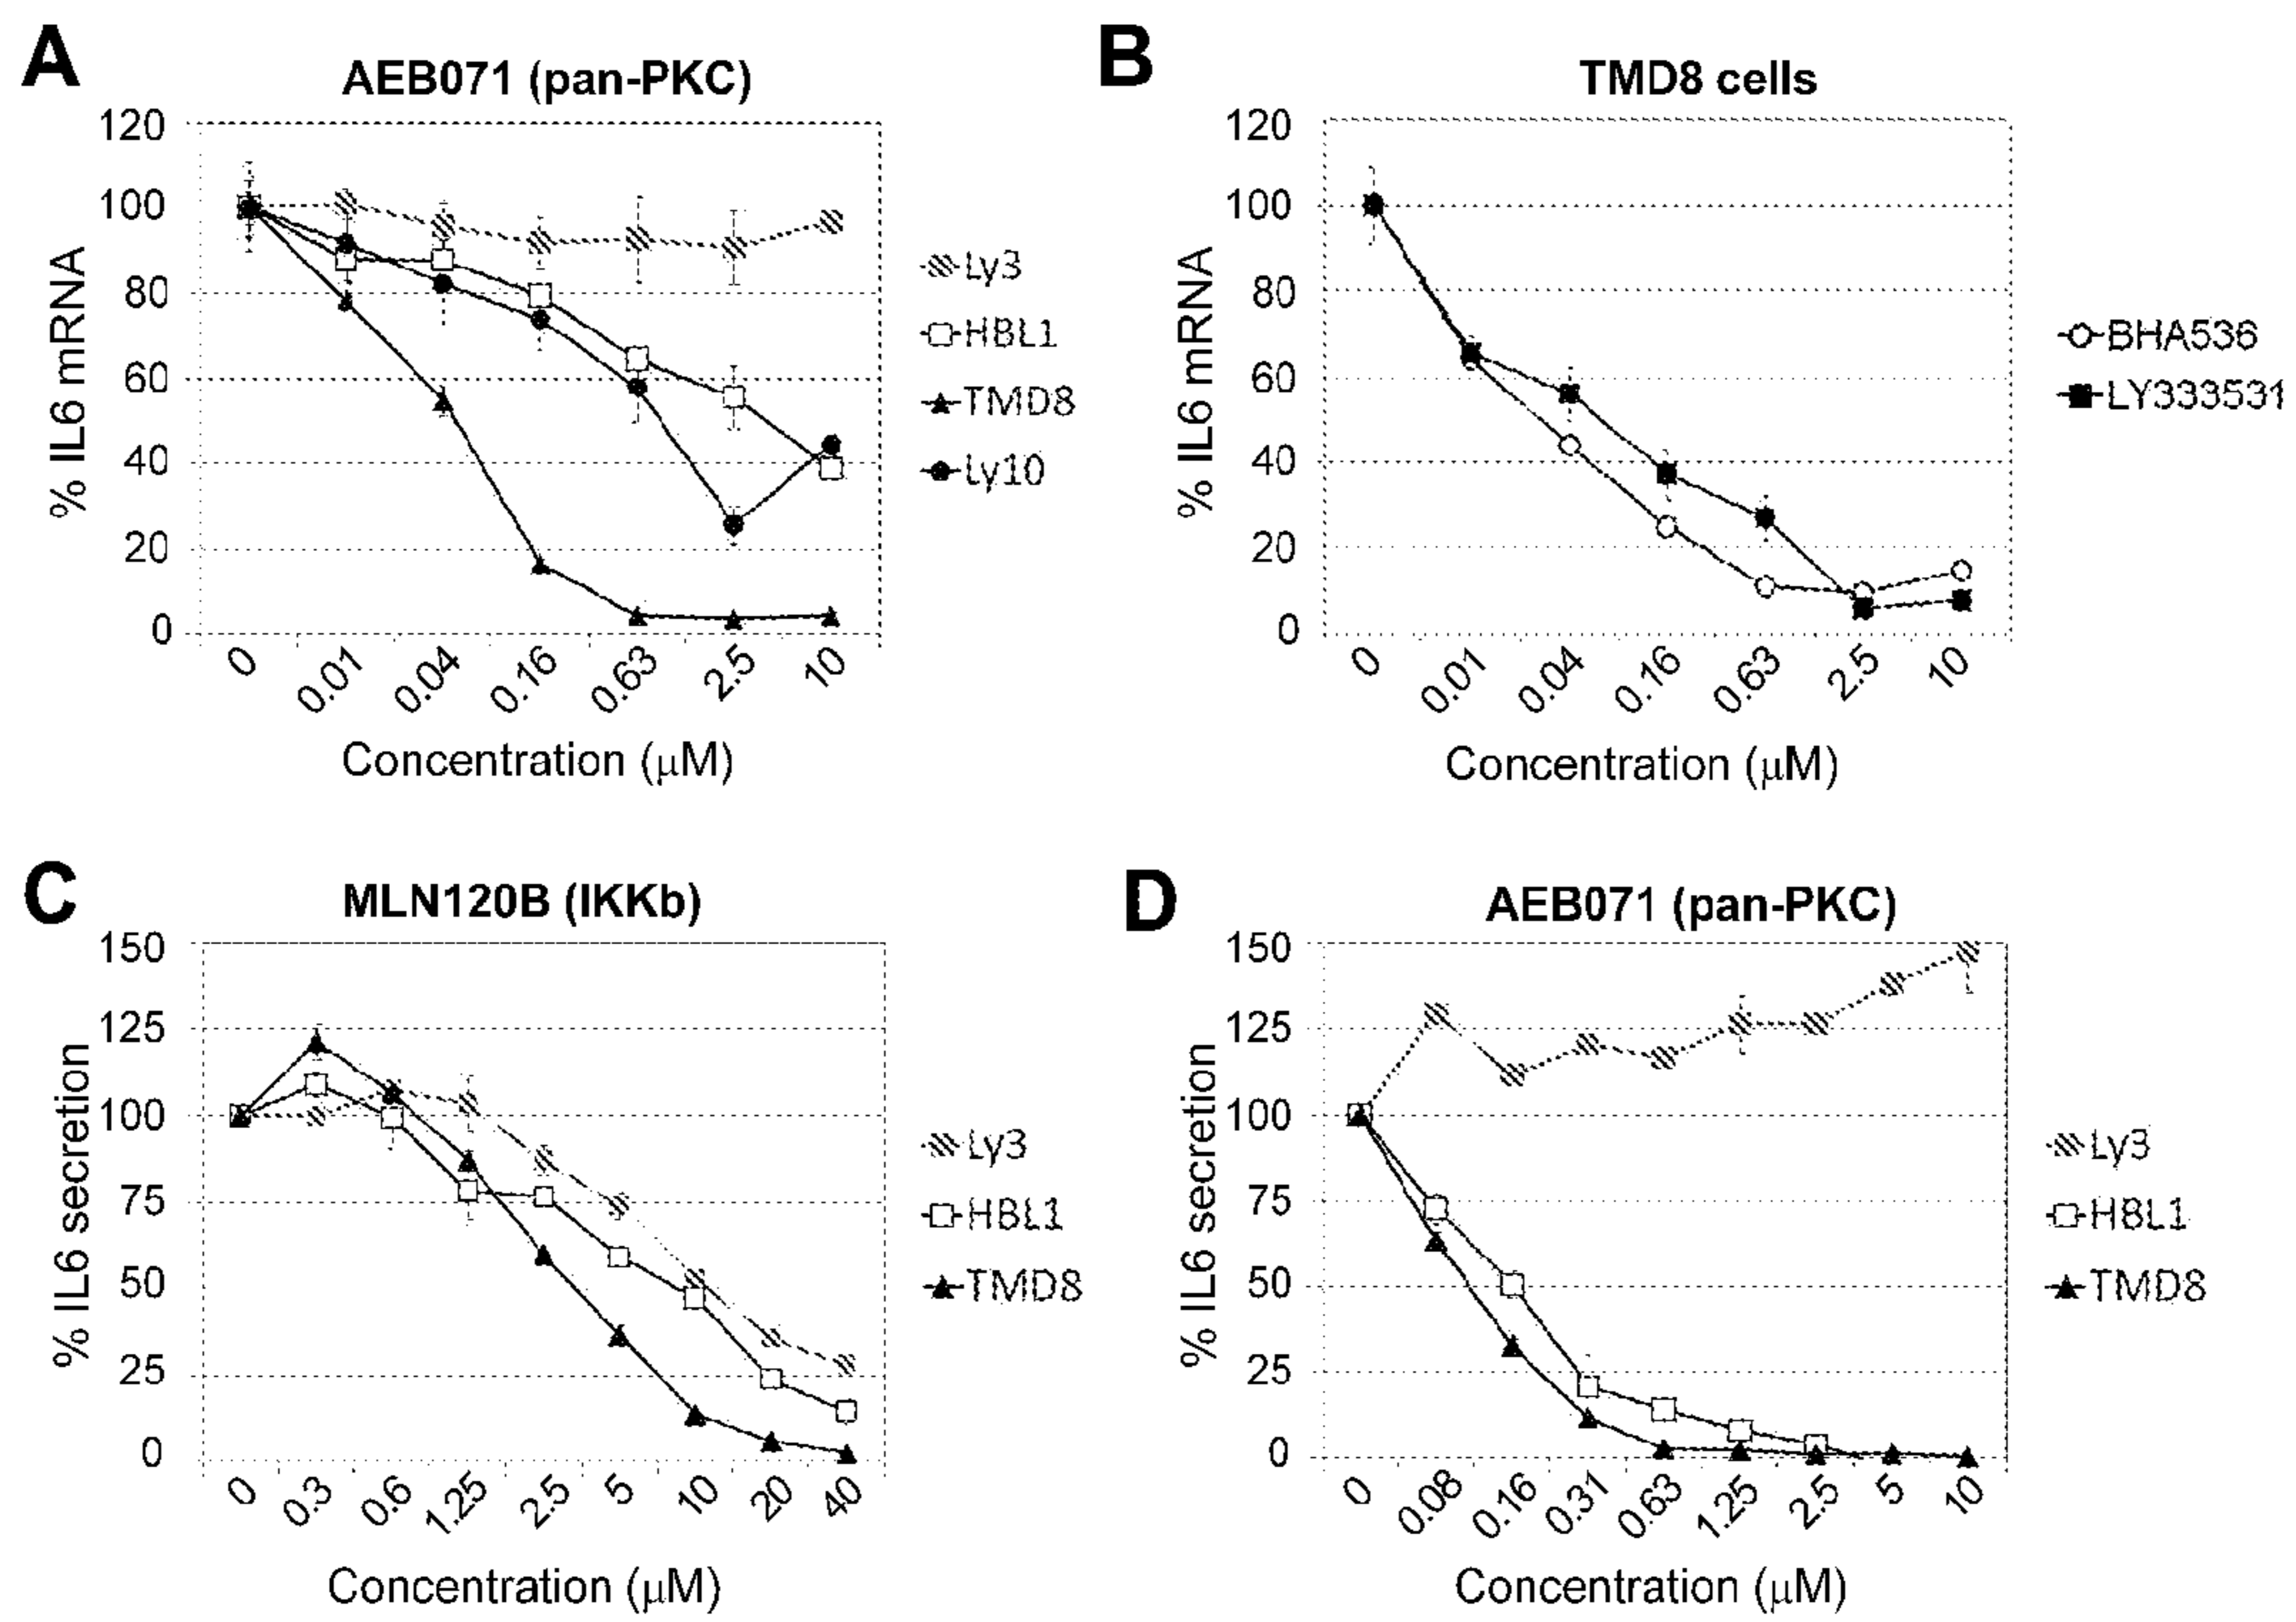 A
AEB071 (pan-PKC)
% IL6 mRNA
120
100
80
60
40
20
0
0 0.01 0.04 0.16 0.63 2.5 10
Concentration (μM)
Ly3
HBL1
TMD8
Ly10
B
TMD8 cells
% IL6 mRNA
120
100
80
60
40
20
0
0 0.01 0.04 0.16 0.63 2.5 10
Concentration (μM)
BHA536
LY333531
C
MLN120B (IKKb)
% IL6 secretion
150
125
100
75
50
25
0
0 0.3 0.6 1.25 2.5 5 10 20 40
Concentration (μM)
Ly3
HBL1
TMD8
D
AEB071 (pan-PKC)
% IL6 secretion
150
125
100
75
50
25
0
0 0.08 0.16 0.31 0.63 1.25 2.5 5 10
Concentration (μM)
Ly3
HBL1
TMD8